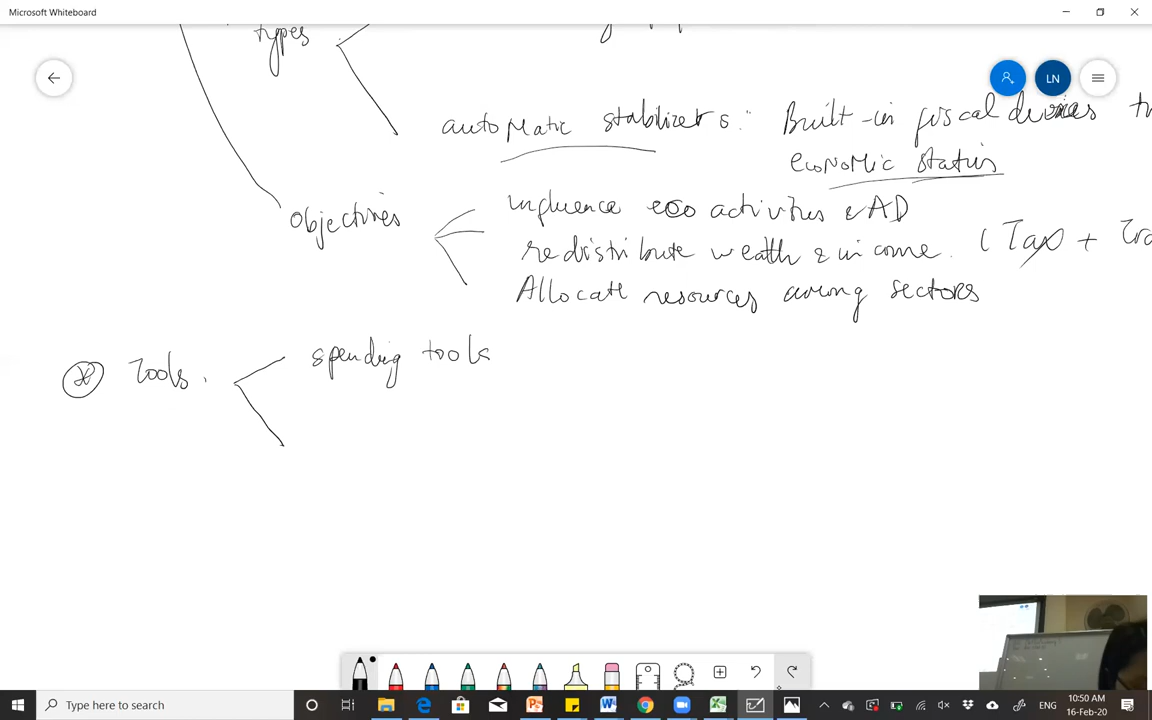 Microsoft Whiteboard
types
LN
automatic stabilizers: Built-in fiscal devices
economic status
Objectives
influence eco activities & AD
redistribute wealth & income. (Tax +
Allocate resources among sectors
Tools.
spending tools
Type here to search
ENG
10:50 AM
16-Feb-20